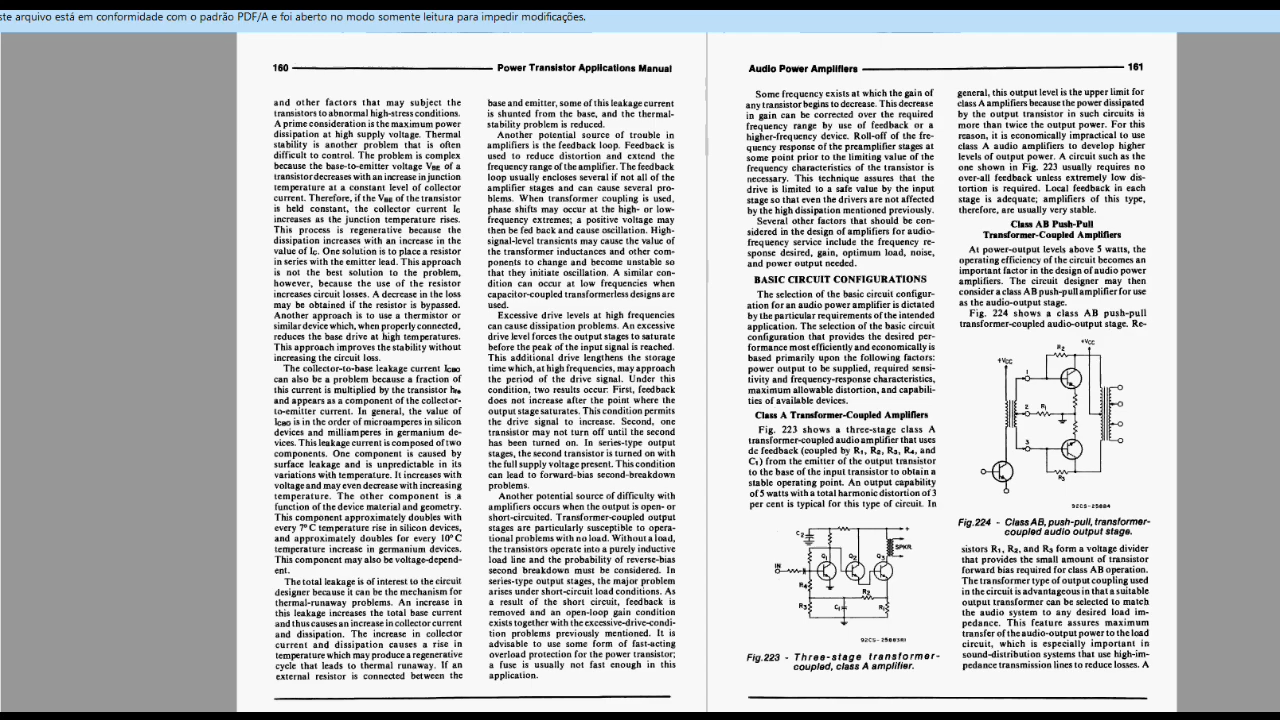 ste arquivo está em conformidade com o padrão PDF/A e foi aberto no modo somente leitura para impedir modificações.
160 Power Transistor Applications Manual
and other factors that may subject the
transistors to abnormal high-stress conditions.
A prime consideration is the maximum power
dissipation at high supply voltage. Thermal
stability is another problem that is often
difficult to control. The problem is complex
because the base-to-emitter voltage VBE of a
transistor decreases with an increase in junction
temperature at a constant level of collector
current. Therefore, if the VBE of the transistor
is held constant, the collector current IC
increases as the junction temperature rises.
This process is regenerative because the
dissipation increases with an increase in the
value of IC. One solution is to place a resistor
in series with the emitter lead. This approach
is not the best solution to the problem,
however, because the use of the resistor
increases circuit losses. A decrease in the loss
may be obtained if the resistor is bypassed.
Another approach is to use a thermistor or
similar device which, when properly connected,
reduces the base drive at high temperatures.
This approach improves the stability without
increasing the circuit loss.
The collector-to-base leakage current ICBO
can also be a problem because a fraction of
this current is multiplied by the transistor hfe
and appears as a component of the collector-
to-emitter current. In general, the value of
ICBO is in the order of microamperes in silicon
devices and milliamperes in germanium de-
vices. This leakage current is composed of two
components. One component is caused by
surface leakage and is unpredictable in its
variations with temperature. It increases with
voltage and may even decrease with increasing
temperature. The other component is a
function of the device material and geometry.
This component approximately doubles with
every 7°C temperature rise in silicon devices,
and approximately doubles for every 10°C
temperature increase in germanium devices.
This component may also be voltage-depend-
ent.
The total leakage is of interest to the circuit
designer because it can be the mechanism for
thermal-runaway problems. An increase in
this leakage increases the total base current
and thus causes an increase in collector current
and dissipation. The increase in collector
current and dissipation causes a rise in
temperature which may produce a regenerative
cycle that leads to thermal runaway. If an
external resistor is connected between the
base and emitter, some of this leakage current
is shunted from the base, and the thermal-
stability problem is reduced.
Another potential source of trouble in
amplifiers is the feedback loop. Feedback is
used to reduce distortion and extend the
frequency range of the amplifier. The feedback
loop usually encloses several if not all of the
amplifier stages and can cause several pro-
blems. When transformer coupling is used,
phase shifts may occur at the high- or low-
frequency extremes; a positive voltage may
then be fed back and cause oscillation. High-
signal-level transients may cause the value of
the transformer inductances and other com-
ponents to change and become unstable so
that they initiate oscillation. A similar con-
dition can occur at low frequencies when
capacitor-coupled transformerless designs are
used.
Excessive drive levels at high frequencies
can cause dissipation problems. An excessive
drive level forces the output stages to saturate
before the peak of the input signal is reached.
This additional drive lengthens the storage
time which, at high frequencies, may approach
the period of the drive signal. Under this
condition, two results occur: First, feedback
does not increase after the point where the
output stage saturates. This condition permits
the drive signal to increase. Second, one
transistor may not turn off until the second
has been turned on. In series-type output
stages, the second transistor is turned on with
the full supply voltage present. This condition
can lead to forward-bias second-breakdown
problems.
Another potential source of difficulty with
amplifiers occurs when the output is open- or
short-circuited. Transformer-coupled output
stages are particularly susceptible to opera-
tional problems with no load. Without a load,
the transistors operate into a purely inductive
load line and the probability of reverse-bias
second breakdown must be considered. In
series-type output stages, the major problem
arises under short-circuit load conditions. As
a result of the short circuit, feedback is
removed and an open-loop gain condition
exists together with the excessive-drive-condi-
tion problems previously mentioned. It is
advisable to use some form of fast-acting
overload protection for the power transistor;
a fuse is usually not fast enough in this
application.
Audio Power Amplifiers 161
Some frequency exists at which the gain of
any transistor begins to decrease. This decrease
in gain can be corrected over the required
frequency range by use of feedback or a
higher-frequency device. Roll-off of the fre-
quency response of the preamplifier stages at
some point prior to the limiting value of the
frequency characteristics of the transistor is
necessary. This technique assures that the
drive is limited to a safe value by the input
stage so that even the drivers are not affected
by the high dissipation mentioned previously.
Several other factors that should be con-
sidered in the design of amplifiers for audio-
frequency service include the frequency re-
sponse desired, gain, optimum load, noise,
and power output needed.
BASIC CIRCUIT CONFIGURATIONS
The selection of the basic circuit configur-
ation for an audio power amplifier is dictated
by the particular requirements of the intended
application. The selection of the basic circuit
configuration that provides the desired per-
formance most efficiently and economically is
based primarily upon the following factors:
power output to be supplied, required sensi-
tivity and frequency-response characteristics,
maximum allowable distortion, and capabili-
ties of available devices.
Class A Transformer-Coupled Amplifiers
Fig. 223 shows a three-stage class A
transformer-coupled audio amplifier that uses
dc feedback (coupled by R1, R2, R3, R4, and
C1) from the emitter of the output transistor
to the base of the input transistor to obtain a
stable operating point. An output capability
of 5 watts with a total harmonic distortion of 3
per cent is typical for this type of circuit. In
C2
+
SPKR
Q1
Q2
Q3
IN
R4
R2
R3
C1
R1
92CS-25883R1
Fig.223 - Three-stage transformer-
coupled, class A amplifier.
general, this output level is the upper limit for
class A amplifiers because the power dissipated
by the output transistor in such circuits is
more than twice the output power. For this
reason, it is economically impractical to use
class A audio amplifiers to develop higher
levels of output power. A circuit such as the
one shown in Fig. 223 usually requires no
over-all feedback unless extremely low dis-
tortion is required. Local feedback in each
stage is adequate; amplifiers of this type,
therefore, are usually very stable.
Class AB Push-Pull
Transformer-Coupled Amplifiers
At power-output levels above 5 watts, the
operating efficiency of the circuit becomes an
important factor in the design of audio power
amplifiers. The circuit designer may then
consider a class AB push-pull amplifier for use
as the audio-output stage.
Fig. 224 shows a class AB push-pull
transformer-coupled audio-output stage. Re-
+VCC
R2
+VCC
1
2
R1
3
R3
92CS-25884
Fig.224 - Class AB, push-pull, transformer-
coupled audio output stage.
sistors R1, R2, and R3 form a voltage divider
that provides the small amount of transistor
forward bias required for class AB operation.
The transformer type of output coupling used
in the circuit is advantageous in that a suitable
output transformer can be selected to match
the audio system to any desired load im-
pedance. This feature assures maximum
transfer of the audio-output power to the load
circuit, which is especially important in
sound-distribution systems that use high-im-
pedance transmission lines to reduce losses. A